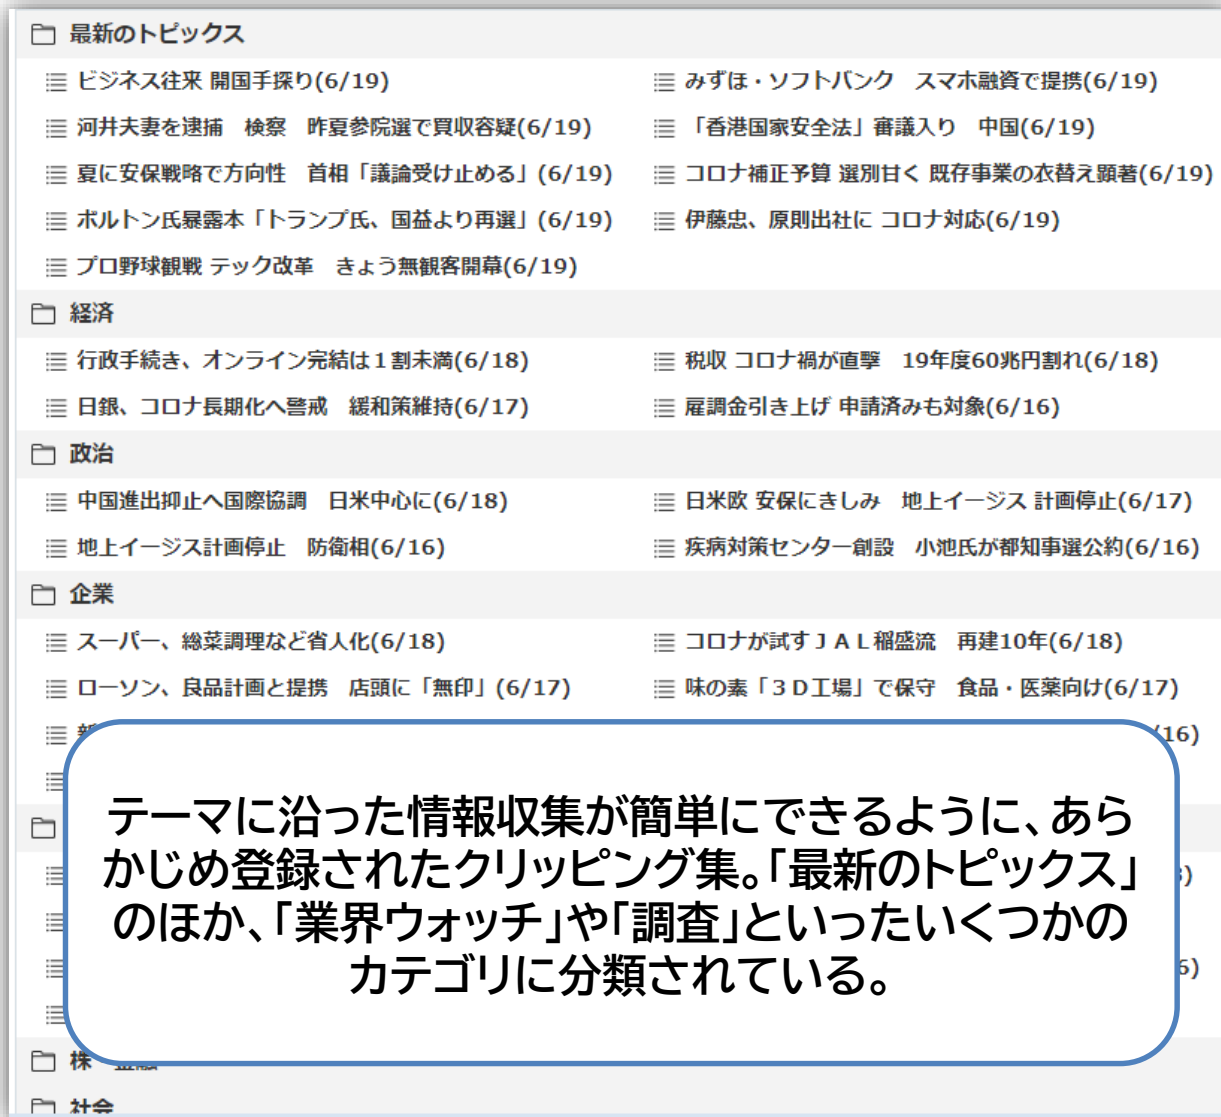 最新のトピックス
ビジネス往来 開国手探り(6/19)
みずほ・ソフトバンク　スマホ融資で提携(6/19)
河井夫妻を逮捕　検察　昨夏参院選で買収容疑(6/19)
「香港国家安全法」審議入り　中国(6/19)
夏に安保戦略で方向性　首相「議論受け止める」(6/19)
コロナ補正予算 選別甘く 既存事業の衣替え顕著(6/19)
ボルトン氏暴露本「トランプ氏、国益より再選」(6/19)
伊藤忠、原則出社に コロナ対応(6/19)
プロ野球観戦 テック改革　きょう無観客開幕(6/19)
経済
行政手続き、オンライン完結は１割未満(6/18)
税収 コロナ禍が直撃　19年度60兆円割れ(6/18)
日銀、コロナ長期化へ警戒　緩和策維持(6/17)
雇調金引き上げ 申請済みも対象(6/16)
政治
中国進出抑止へ国際協調　日米中心に(6/18)
日米欧 安保にきしみ　地上イージス 計画停止(6/17)
地上イージス計画停止　防衛相(6/16)
疾病対策センター創設　小池氏が都知事選公約(6/16)
企業
スーパー、総菜調理など省人化(6/18)
コロナが試すＪＡＬ稲盛流　再建10年(6/18)
ローソン、良品計画と提携　店頭に「無印」(6/17)
味の素「３Ｄ工場」で保守　食品・医薬向け(6/17)
/16)
テーマに沿った情報収集が簡単にできるように、あら
かじめ登録されたクリッピング集。「最新のトピックス」
のほか、「業界ウォッチ」や「調査」といったいくつかの
カテゴリに分類されている。
株　金融
社会